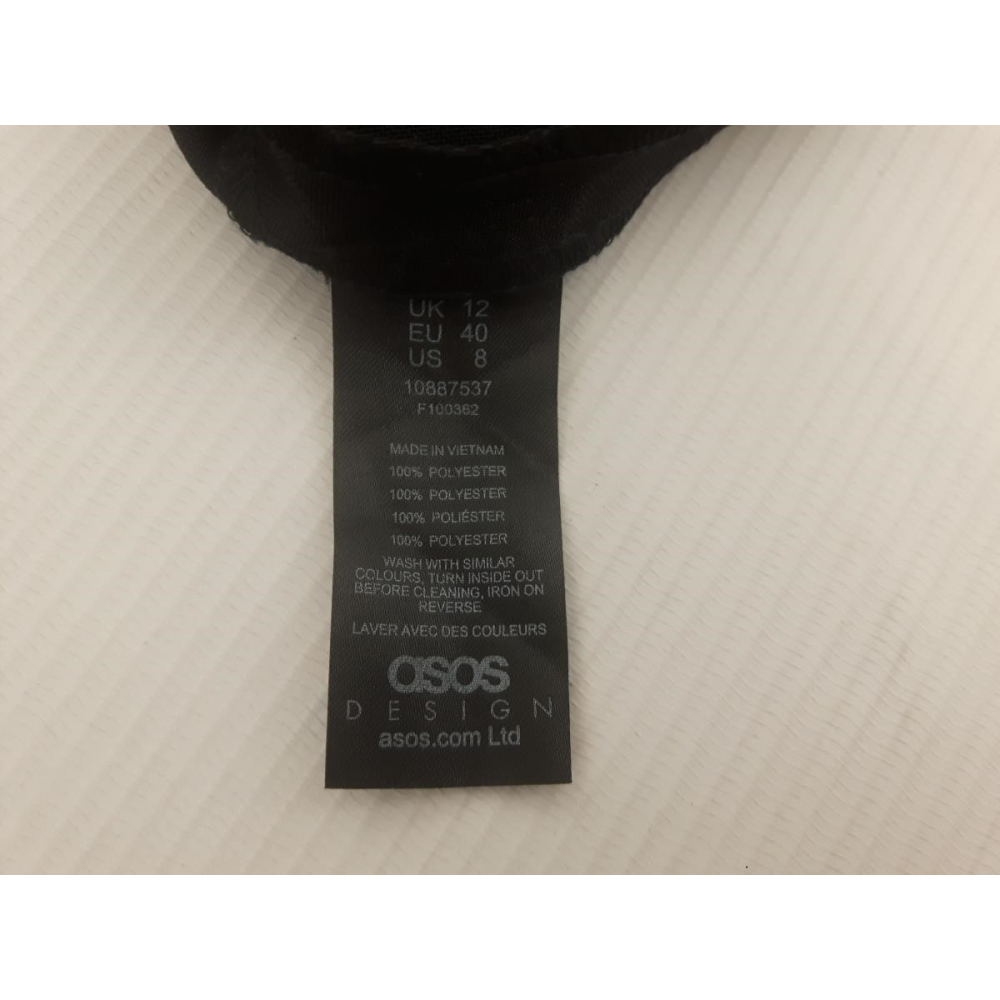 UK 12
EU 40
US 8
10887537
F100362
MADE IN VIETNAM
100% POLYESTER
100% POLYESTER
100% POLIÉSTER
100% POLYESTER
WASH WITH SIMILAR
COLOURS, TURN INSIDE OUT
BEFORE CLEANING, IRON ON
REVERSE
LAVER AVEC DES COULEURS
asos
DESIGN
asos.com Ltd